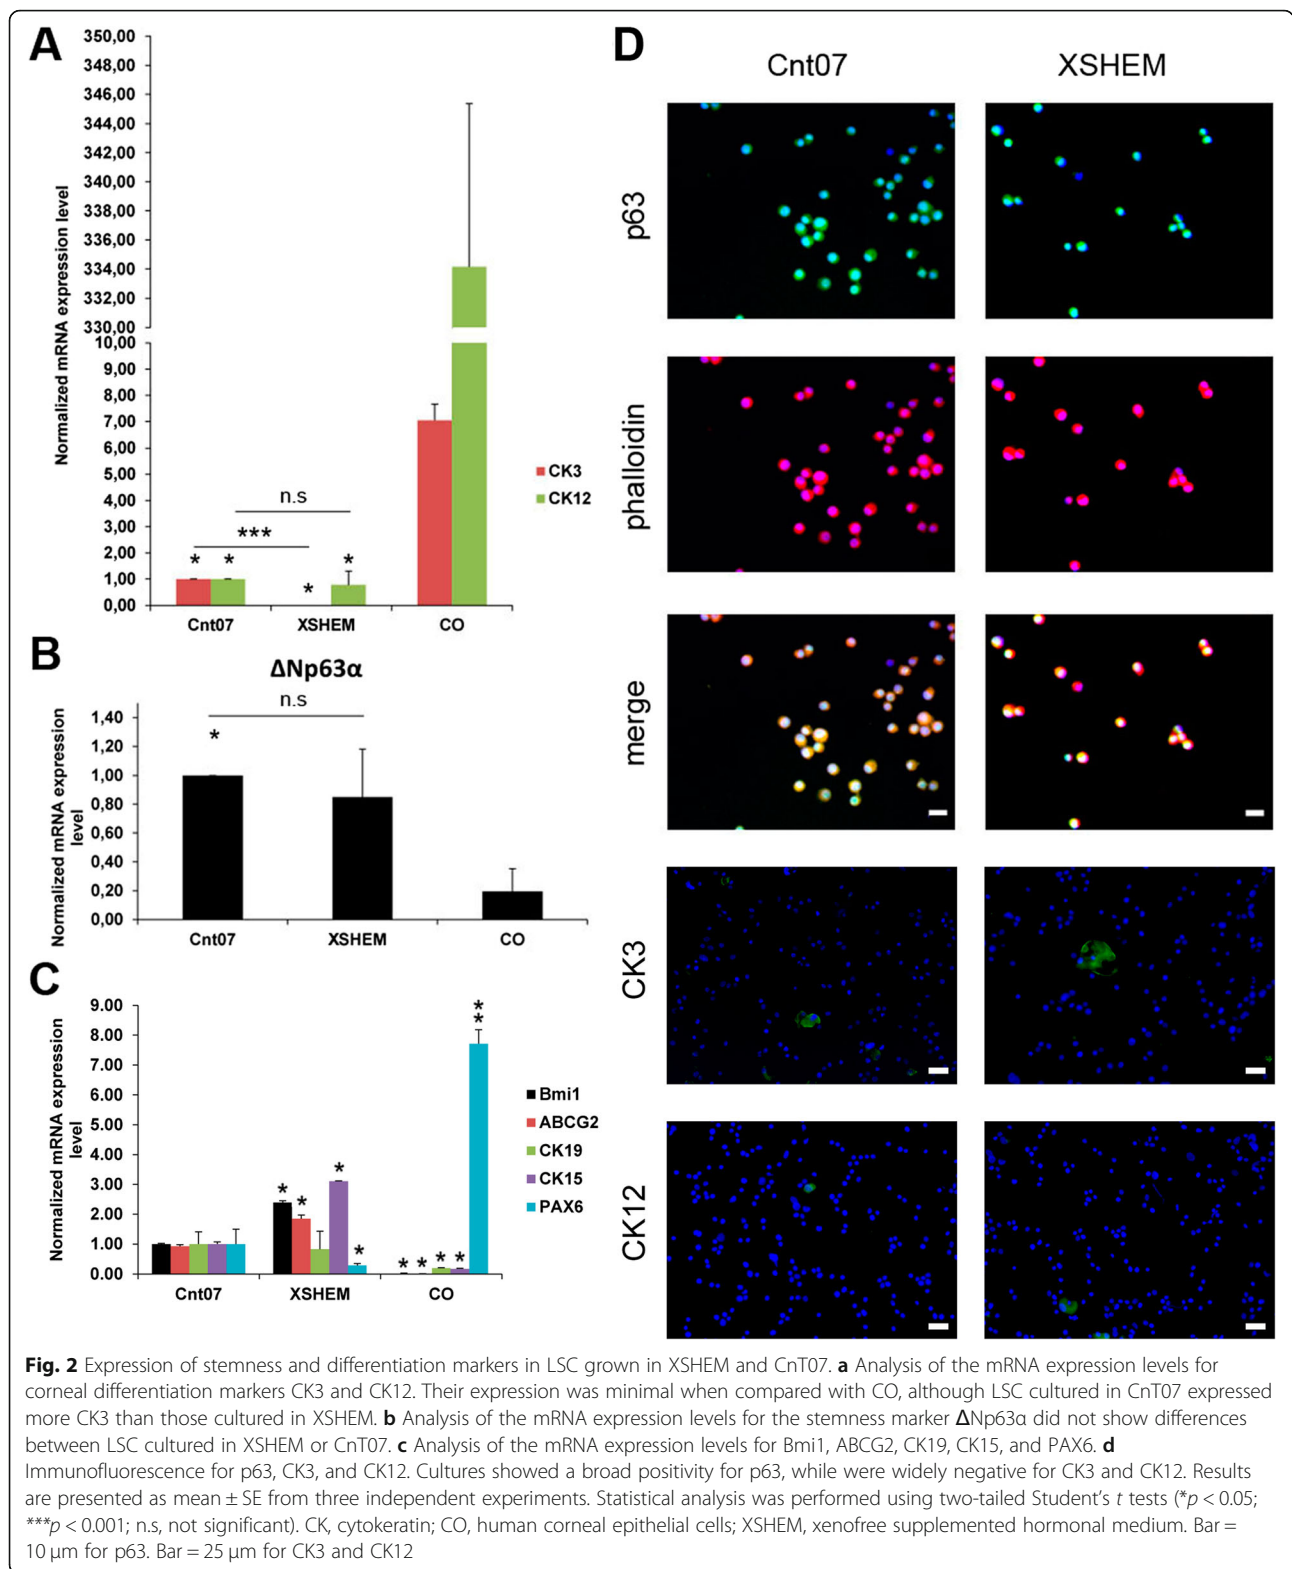 A
350,00
348,00
346,00
344,00
342,00
340,00
338,00
336,00
334,00
332,00
330,00
10,00
9,00
8,00
7,00
6,00
5,00
4,00
3,00
2,00
1,00
0,00
Normalized mRNA expression level
n.s
***
* * * *
CK3
CK12
Cnt07 XSHEM CO
B
ΔNp63α
n.s
*
1,40
1,20
1,00
0,80
0,60
0,40
0,20
0,00
Normalized mRNA expression
level
Cnt07 XSHEM CO
C
9.00
8.00
7.00
6.00
5.00
4.00
3.00
2.00
1.00
0.00
Normalized mRNA expression
level
* * * *
* * * * **
Bmi1
ABCG2
CK19
CK15
PAX6
Cnt07 XSHEM CO
D
Cnt07 XSHEM
p63
phalloidin
merge
CK3
CK12
Fig. 2 Expression of stemness and differentiation markers in LSC grown in XSHEM and CnT07. a Analysis of the mRNA expression levels for
corneal differentiation markers CK3 and CK12. Their expression was minimal when compared with CO, although LSC cultured in CnT07 expressed
more CK3 than those cultured in XSHEM. b Analysis of the mRNA expression levels for the stemness marker ΔNp63α did not show differences
between LSC cultured in XSHEM or CnT07. c Analysis of the mRNA expression levels for Bmi1, ABCG2, CK19, CK15, and PAX6. d
Immunofluorescence for p63, CK3, and CK12. Cultures showed a broad positivity for p63, while were widely negative for CK3 and CK12. Results
are presented as mean ± SE from three independent experiments. Statistical analysis was performed using two-tailed Student's t tests (*p < 0.05;
***p < 0.001; n.s, not significant). CK, cytokeratin; CO, human corneal epithelial cells; XSHEM, xenofree supplemented hormonal medium. Bar =
10 μm for p63. Bar = 25 μm for CK3 and CK12